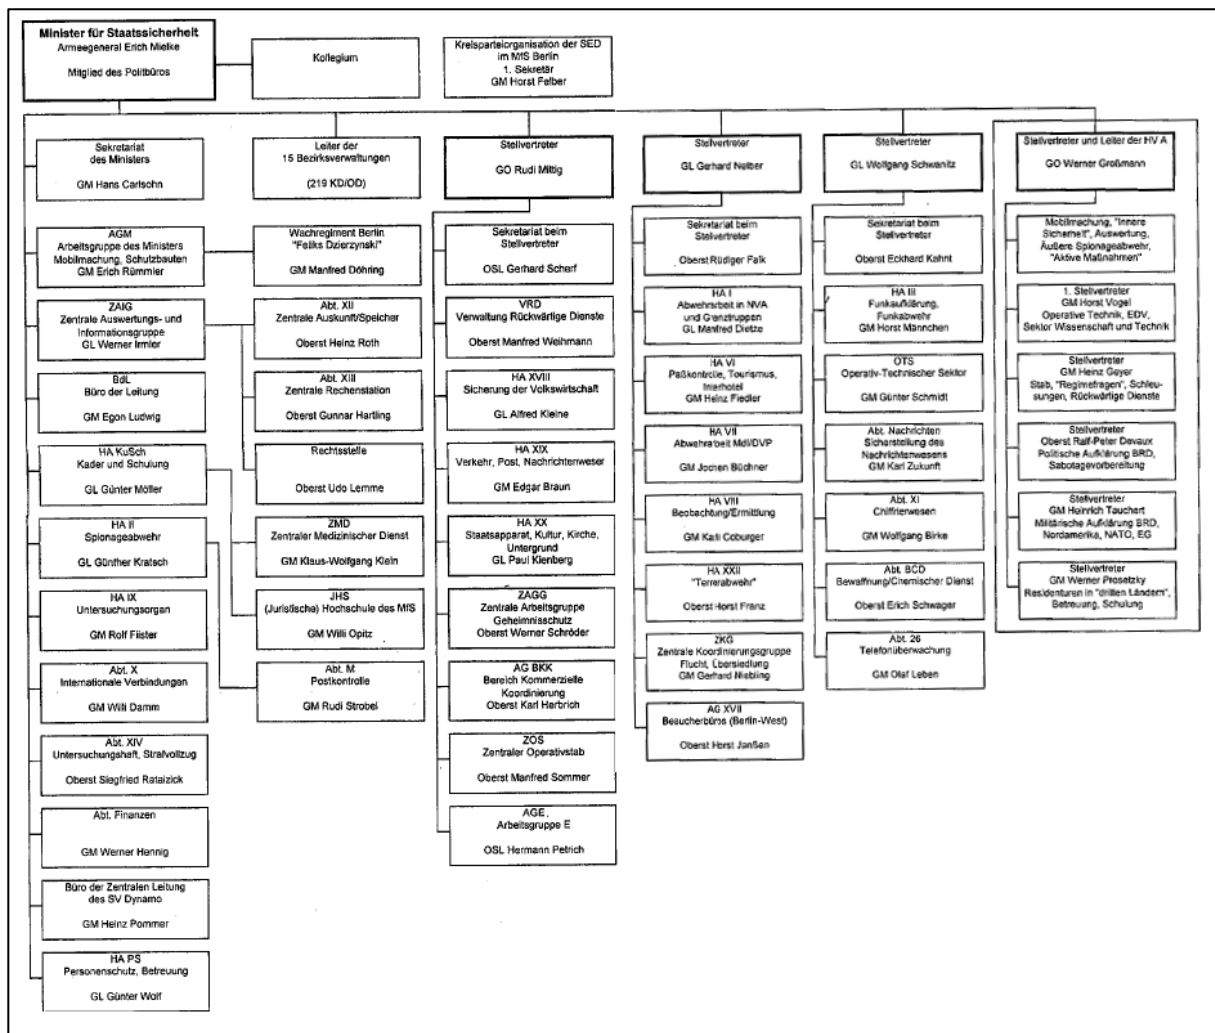 Minister für Staatssicherheit
Armeegeneral Erich Mielke
Mitglied des Politbüros
Kollegium
Kreisparteiorganisation der SED
im MfS Berlin
1. Sekretär
GM Horst Felber
Sekretariat
des Ministers
GM Hans Carlsohn
Leiter der
15 Bezirksverwaltungen
(219 KD/OD)
Stellvertreter
GO Rudi Mittig
Stellvertreter
GL Gerhard Neiber
Stellvertreter
GL Wolfgang Schwanitz
Stellvertreter und Leiter der HV A
GO Werner Großmann
AGM
Arbeitsgruppe des Ministers
Mobilmachung, Schutzbauten
GM Erich Rümmler
ZAIG
Zentrale Auswertungs- und
Informationsgruppe
GL Werner Irmler
BdL
Büro der Leitung
GM Egon Ludwig
HA KuSch
Kader und Schulung
GL Günter Möller
HA II
Spionageabwehr
GL Günther Kratsch
HA IX
Untersuchungsorgan
GM Rolf Fister
Abt. X
Internationale Verbindungen
GM Willi Damm
Abt. XIV
Untersuchungshaft, Strafvollzug
Oberst Siegfried Rataizick
Abt. Finanzen
GM Werner Hennig
Büro der Zentralen Leitung
des SV Dynamo
GM Heinz Pommer
HA PS
Personenschutz, Betreuung
GL Günter Wolf
Wachregiment Berlin
"Feliks Dzierzynski"
GM Manfred Döhring
Abt. XII
Zentrale Auskunft/Speicher
Oberst Heinz Roth
Abt. XIII
Zentrale Rechenstation
Oberst Gunnar Hartling
Rechtsstelle
Oberst Udo Lemme
ZMD
Zentraler Medizinischer Dienst
GM Klaus-Wolfgang Klein
JHS
(Juristische) Hochschule des MfS
GM Willi Opitz
Abt. M
Postkontrolle
GM Rudi Strobel
Sekretariat beim
Stellvertreter
OSL Gerhard Scherf
VRD
Verwaltung Rückwärtige Dienste
Oberst Manfred Weihmann
HA XVIII
Sicherung der Volkswirtschaft
GL Alfred Kleine
HA XIX
Verkehr, Post, Nachrichtenwesen
GM Edgar Braun
HA XX
Staatsapparat, Kultur, Kirche,
Untergrund
GL Paul Kienberg
ZAGG
Zentrale Arbeitsgruppe
Geheimnisschutz
Oberst Werner Schröder
AG BKK
Bereich Kommerzielle
Koordinierung
Oberst Karl Herbrich
ZOS
Zentraler Operativstab
Oberst Manfred Sommer
AGE,
Arbeitsgruppe E
OSL Hermann Petrich
Sekretariat beim
Stellvertreter
Oberst Rüdiger Falk
HA I
Abwehrarbeit in NVA
und Grenztruppen
GL Manfred Dietze
HA VI
Paßkontrolle, Tourismus,
Interhotel
GM Heinz Fiedler
HA VII
Abwehrarbeit MdI/DVP
GM Jochen Büchner
HA VIII
Beobachtung/Ermittlung
GM Karli Coburger
HA XXII
"Terrorabwehr"
Oberst Horst Franz
ZKG
Zentrale Koordinierungsgruppe
Flucht, Übersiedlung
GM Gerhard Niebling
AG XVII
Besucherbüros (Berlin-West)
Oberst Horst Janßen
Sekretariat beim
Stellvertreter
Oberst Eckhard Kahnt
HA III
Funkaufklärung,
Funkabwehr
GM Horst Männchen
OTS
Operativ-Technischer Sektor
GM Günter Schmidt
Abt. Nachrichten
Sicherstellung des
Nachrichtenwesens
GM Karl Zukunft
Abt. XI
Chiffrierwesen
GM Wolfgang Birke
Abt. BCD
Bewaffnung/Chemischer Dienst
Oberst Erich Schwager
Abt. 26
Telefonüberwachung
GM Olaf Leben
Mobilmachung, "Innere
Sicherheit", Auswertung,
Äußere Spionageabwehr,
"Aktive Maßnahmen"
1. Stellvertreter
GM Horst Vogel
Operative Technik, EDV,
Sektor Wissenschaft und Technik
Stellvertreter
GM Heinz Geyer
Stab, "Regimefragen", Schleu-
sungen, Rückwärtige Dienste
Stellvertreter
Oberst Ralf-Peter Devaux
Politische Aufklärung BRD,
Sabotagevorbereitung
Stellvertreter
GM Heinrich Tauchert
Militärische Aufklärung BRD,
Nordamerika, NATO, EG
Stellvertreter
GM Werner Prosetzky
Residenturen in "dritten Ländern",
Betreuung, Schulung